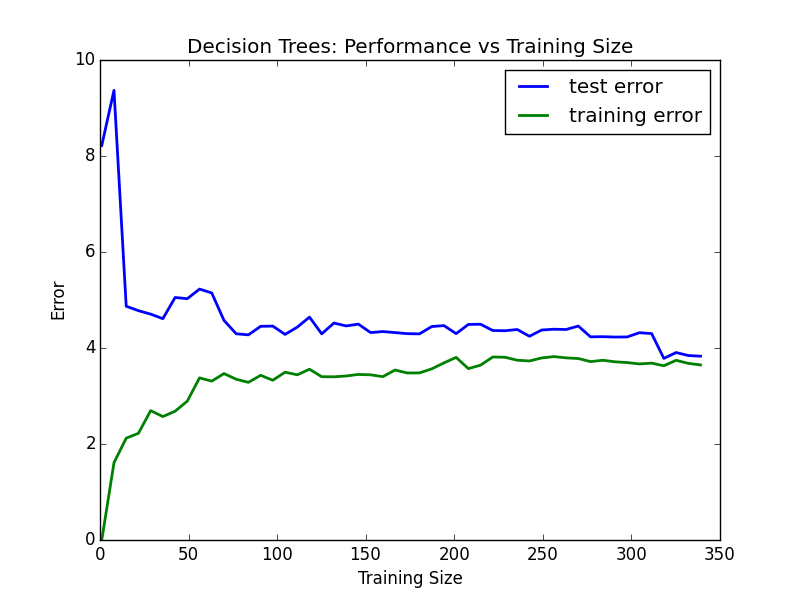 Decision Trees: Performance vs Training Size
test error
training error
10
8
6
4
2
0
Error
0 50 100 150 200 250 300 350
Training Size